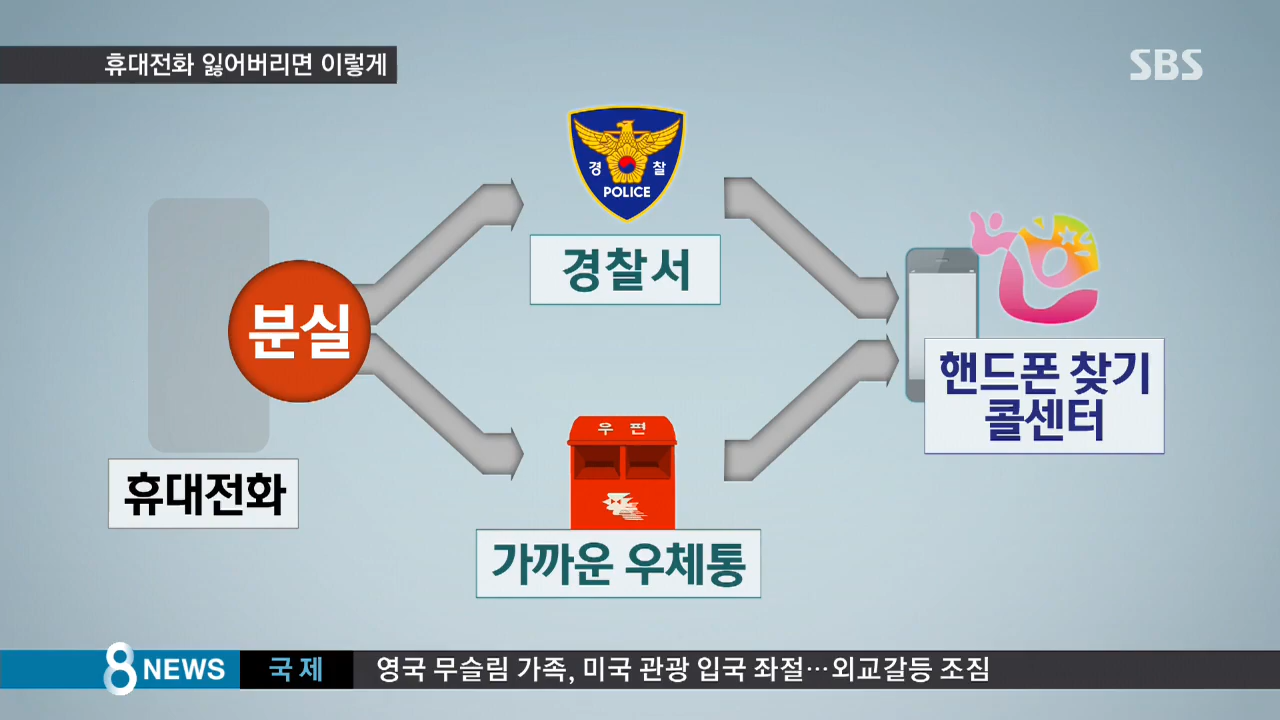 휴대전화 잃어버리면 이렇게
SBS
경 찰
POLICE
경찰서
분실
휴대전화
우 편
가까운 우체통
핸드폰 찾기
콜센터
8 NEWS
국제
영국 무슬림 가족, 미국 관광 입국 좌절…외교갈등 조짐